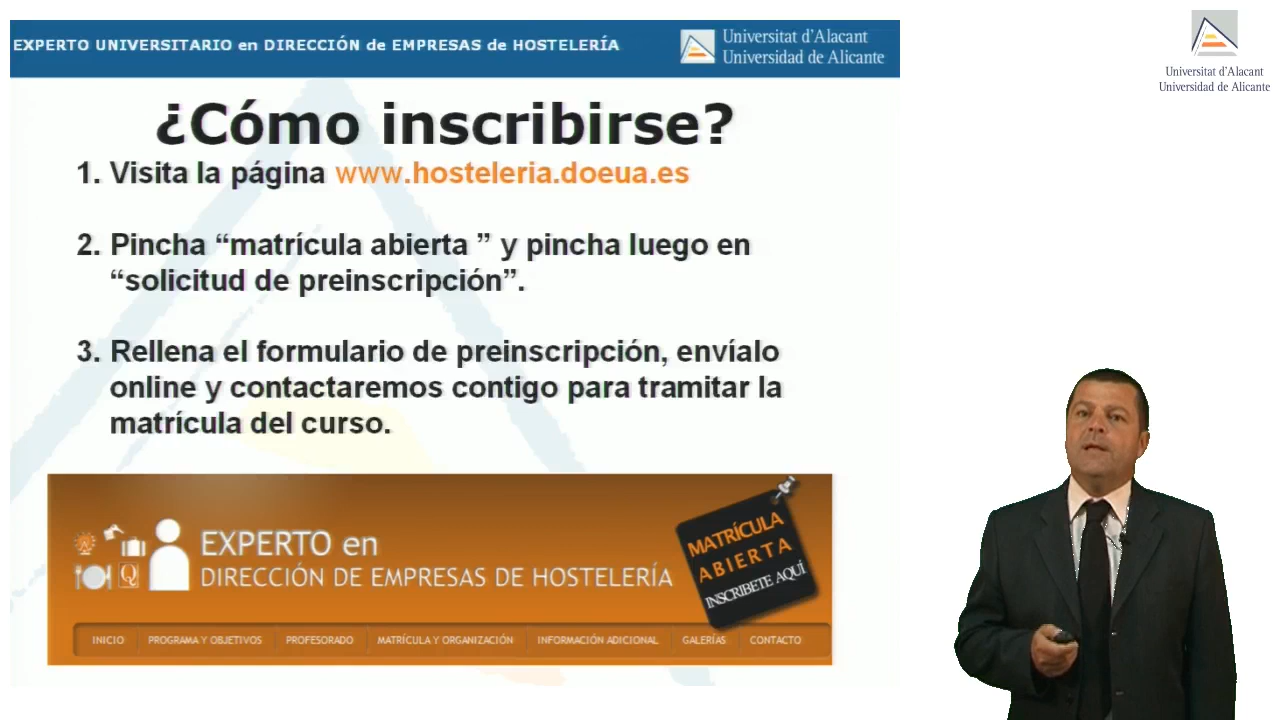 EXPERTO UNIVERSITARIO en DIRECCIÓN de EMPRESAS de HOSTELERÍA
Universitat d'Alacant
Universidad de Alicante
Universitat d'Alacant
Universidad de Alicante
¿Cómo inscribirse?
1. Visita la página www.hosteleria.doeua.es
2. Pincha “matrícula abierta ” y pincha luego en
“solicitud de preinscripción”.
3. Rellena el formulario de preinscripción, envíalo
online y contactaremos contigo para tramitar la
matrícula del curso.
EXPERTO en
DIRECCIÓN DE EMPRESAS DE HOSTELERÍA
Q
MATRÍCULA
ABIERTA
INSCRIBETE AQUÍ
INICIO PROGRAMA Y OBJETIVOS PROFESORADO MATRÍCULA Y ORGANIZACIÓN INFORMACIÓN ADICIONAL GALERÍAS CONTACTO